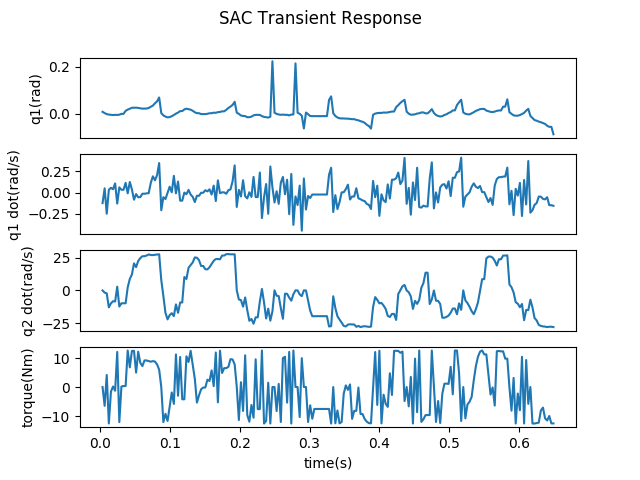 SAC Transient Response
q1(rad)
0.2
0.0
q1 dot(rad/s)
0.25
0.00
−0.25
q2 dot(rad/s)
25
0
−25
torque(Nm)
10
0
−10
0.0 0.1 0.2 0.3 0.4 0.5 0.6
time(s)